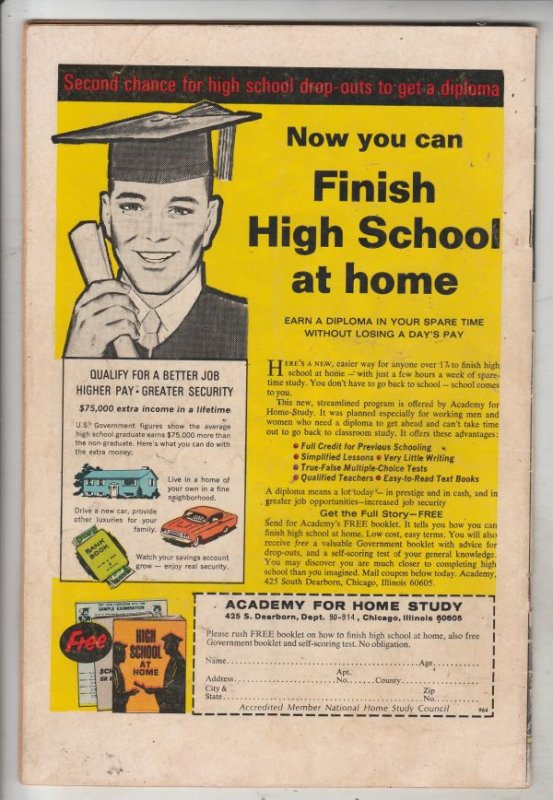 Second chance for high school drop-outs to get a diploma
Now you can
Finish
High School
at home
EARN A DIPLOMA IN YOUR SPARE TIME
WITHOUT LOSING A DAY'S PAY
QUALIFY FOR A BETTER JOB
HIGHER PAY • GREATER SECURITY
$75,000 extra income in a lifetime
U.S. Government figures show the average
high school graduate earns $75,000 more than
the non-graduate. Here's what you can do with
the extra money:
Live in a home of
your own in a fine
neighborhood.
Drive a new car, provide
other luxuries for your
family.
BANK
BOOK
Watch your savings account
grow — enjoy real security.
HERE'S A NEW, easier way for anyone over 17 to finish high
school at home — with just a few hours a week of spare-
time study. You don't have to go back to school — school comes
to you.
This new, streamlined program is offered by Academy for
Home-Study. It was planned especially for working men and
women who need a diploma to get ahead and can't take time
out to go back to classroom study. It offers these advantages:
• Full Credit for Previous Schooling
• Simplified Lessons • Very Little Writing
• True-False Multiple-Choice Tests
• Qualified Teachers • Easy-to-Read Text Books
A diploma means a lot today — in prestige and in cash, and in
greater job opportunities—increased job security
Get the Full Story—FREE
Send for Academy's FREE booklet. It tells you how you can
finish high school at home. Low cost, easy terms. You will also
receive free a valuable Government booklet with advice for
drop-outs, and a self-scoring test of your general knowledge.
You may discover you are much closer to completing high
school than you imagined. Mail coupon below today. Academy,
425 South Dearborn, Chicago, Illinois 60605.
Free
SAMPLE EXAMINATION
HIGH
SCHOOL
AT
HOME
ACADEMY FOR HOME STUDY
425 S. Dearborn, Dept. 90-914, Chicago, Illinois 60605
Please rush FREE booklet on how to finish high school at home, also free
Government booklet and self-scoring test. No obligation.
Name Age
Apt.
Address No. County
City & Zip
State No.
Accredited Member National Home Study Council 964